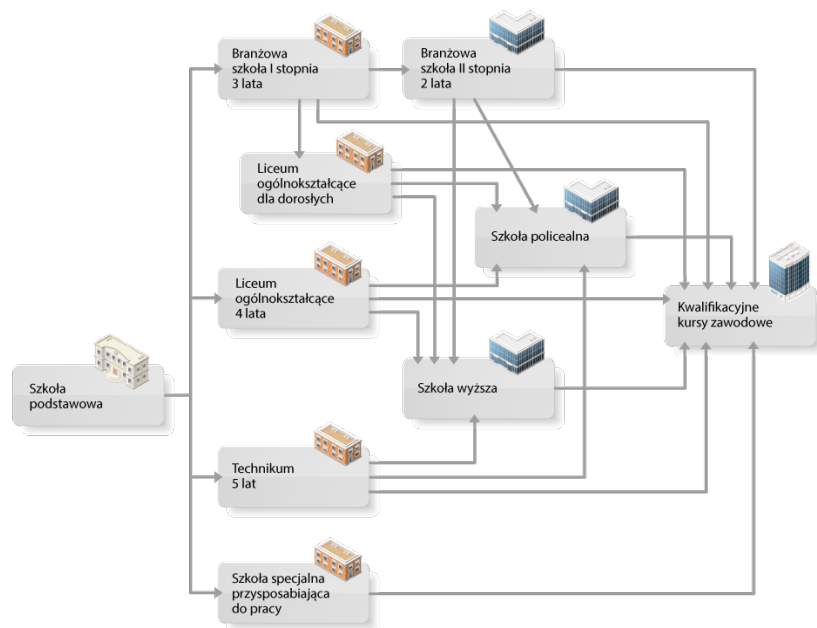 Branżowa
szkoła I stopnia
3 lata
Branżowa
szkoła II stopnia
2 lata
Liceum
ogólnokształcące
dla dorosłych
Szkoła policealna
Liceum
ogólnokształcące
4 lata
Kwalifikacyjne
kursy zawodowe
Szkoła
podstawowa
Szkoła wyższa
Technikum
5 lat
Szkoła specjalna
przysposabiająca
do pracy